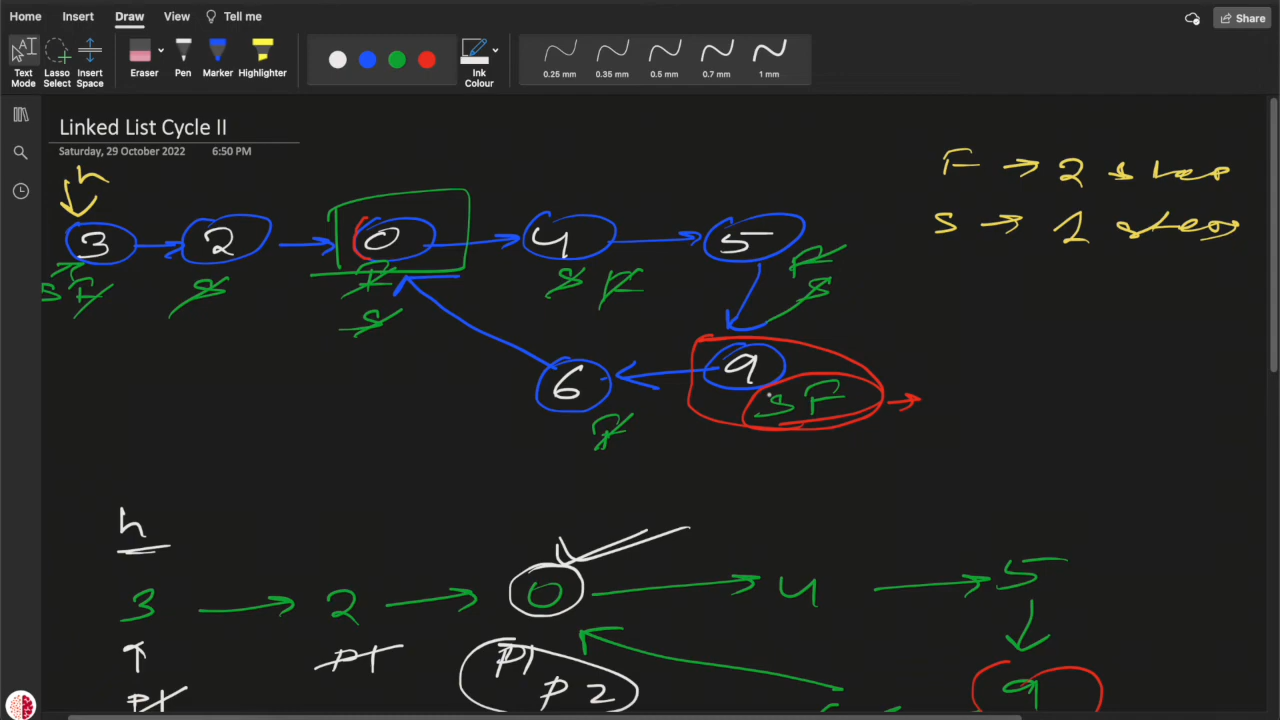 Home Insert Draw View Tell me
Share
Text Mode
Lasso Select
Insert Space
Eraser
Pen
Marker
Highlighter
Ink Colour
0.25 mm
0.35 mm
0.5 mm
0.7 mm
1 mm
Linked List Cycle II
Saturday, 29 October 2022 6:50 PM
h
F → 2 steps
S → 1 steps
3 → 2 → 0 → 4 → 5
S F
S
F
S
S F
F
S
9
6
S F
F
h
3 → 2 → 0 → 4 → 5
P1
P1
P1
P2
9